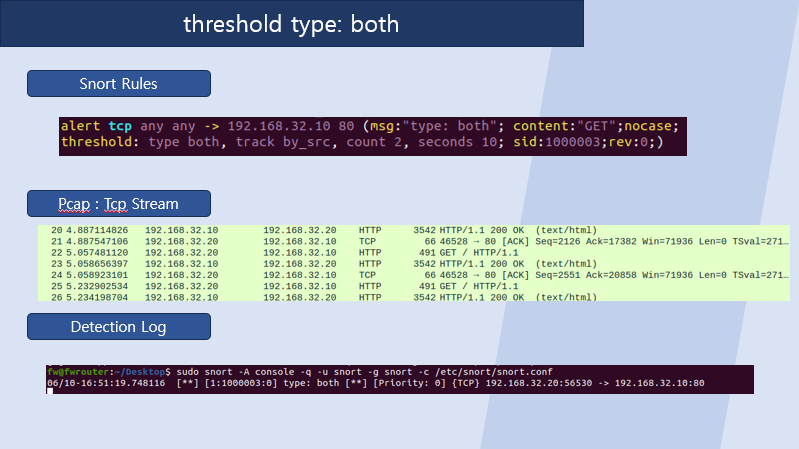 threshold type: both
Snort Rules
alert tcp any any -> 192.168.32.10 80 (msg:"type: both"; content:"GET";nocase;
threshold: type both, track by_src, count 2, seconds 10; sid:1000003;rev:0;)
Pcap : Tcp Stream
20 4.887114826 192.168.32.10 192.168.32.20 HTTP 3542 HTTP/1.1 200 OK (text/html)
21 4.887547106 192.168.32.20 192.168.32.10 TCP 66 46528 → 80 [ACK] Seq=2126 Ack=17382 Win=71936 Len=0 TSval=271…
22 5.057481120 192.168.32.20 192.168.32.10 HTTP 491 GET / HTTP/1.1
23 5.058656397 192.168.32.10 192.168.32.20 HTTP 3542 HTTP/1.1 200 OK (text/html)
24 5.058923101 192.168.32.20 192.168.32.10 TCP 66 46528 → 80 [ACK] Seq=2551 Ack=20858 Win=71936 Len=0 TSval=271…
25 5.232902534 192.168.32.20 192.168.32.10 HTTP 491 GET / HTTP/1.1
26 5.234198704 192.168.32.10 192.168.32.20 HTTP 3542 HTTP/1.1 200 OK (text/html)
Detection Log
fw@fwrouter:~/Desktop$ sudo snort -A console -q -u snort -g snort -c /etc/snort/snort.conf
06/10-16:51:19.748116 [**] [1:1000003:0] type: both [**] [Priority: 0] {TCP} 192.168.32.20:56530 -> 192.168.32.10:80